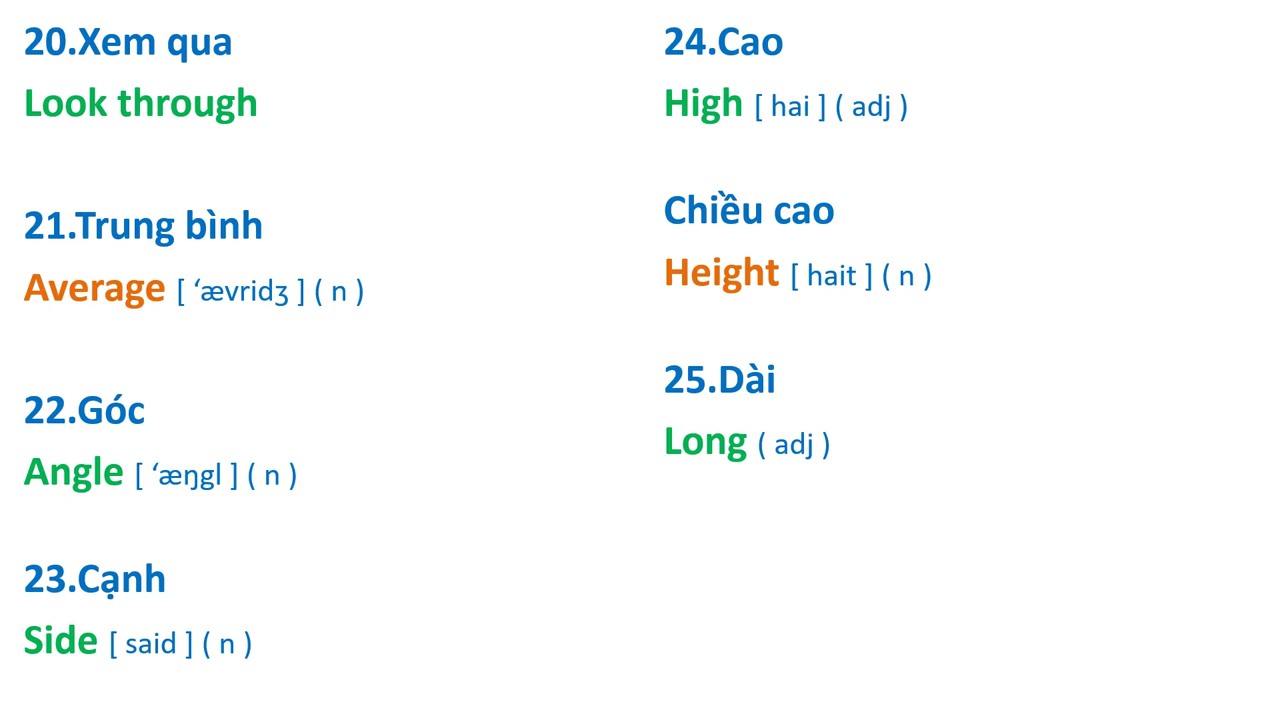 20.Xem qua
Look through
21.Trung bình
Average [ ‘ævridʒ ] ( n )
22.Góc
Angle [ ‘æŋgl ] ( n )
23.Cạnh
Side [ said ] ( n )
24.Cao
High [ hai ] ( adj )
Chiều cao
Height [ hait ] ( n )
25.Dài
Long ( adj )